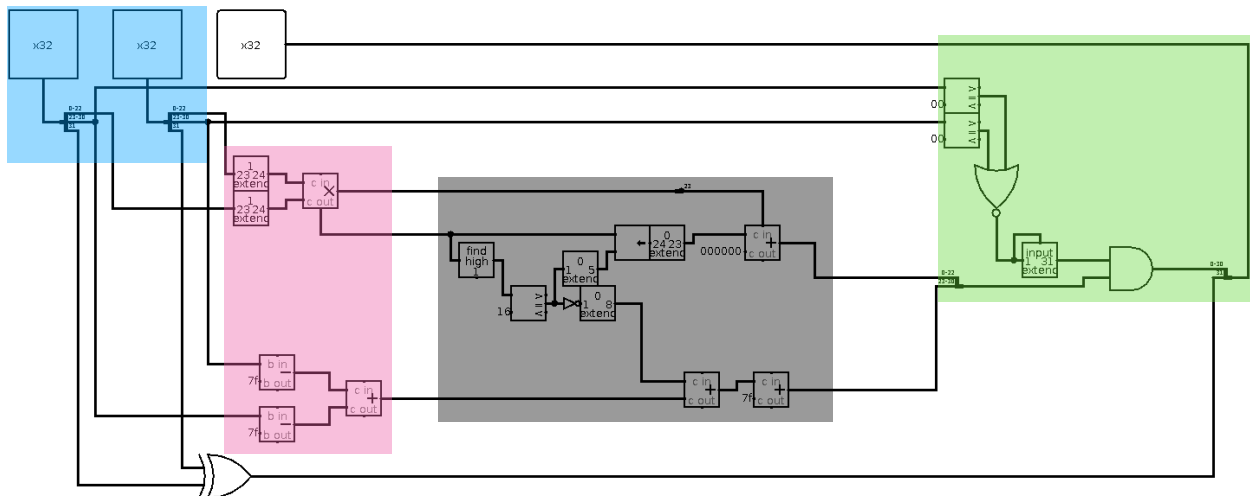 x32
x32
x32
0-22
23-30
31
0-22
23-30
31
00
00
1
23 24
extend
1
23 24
extend
c in
×
c out
22
find
high
1
←
0
24 23
extend
000000
c in
+
c out
0
1 5
extend
16
0
1 8
extend
input
1 31
extend
0-22
23-30
0-30
31
b in
−
b out
7f
b in
−
b out
7f
c in
+
c out
c in
+
c out
7f
c in
+
c out